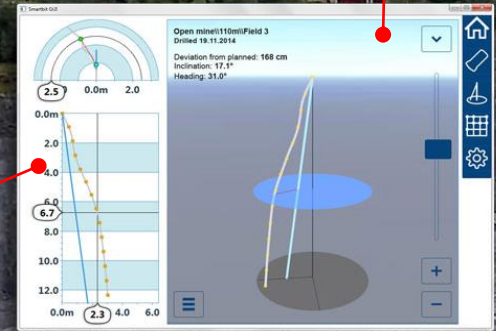 Smartbit GUI
Open mine\\110m\\Field 3
Drilled 19.11.2014
Deviation from planned: 168 cm
Inclination: 17.1°
Heading: 31.0°
2.5 0.0m 2.0
0.0m
2.0
4.0
6.0
6.7
8.0
10.0
12.0
0.0m 2.3 4.0 6.0
+
−